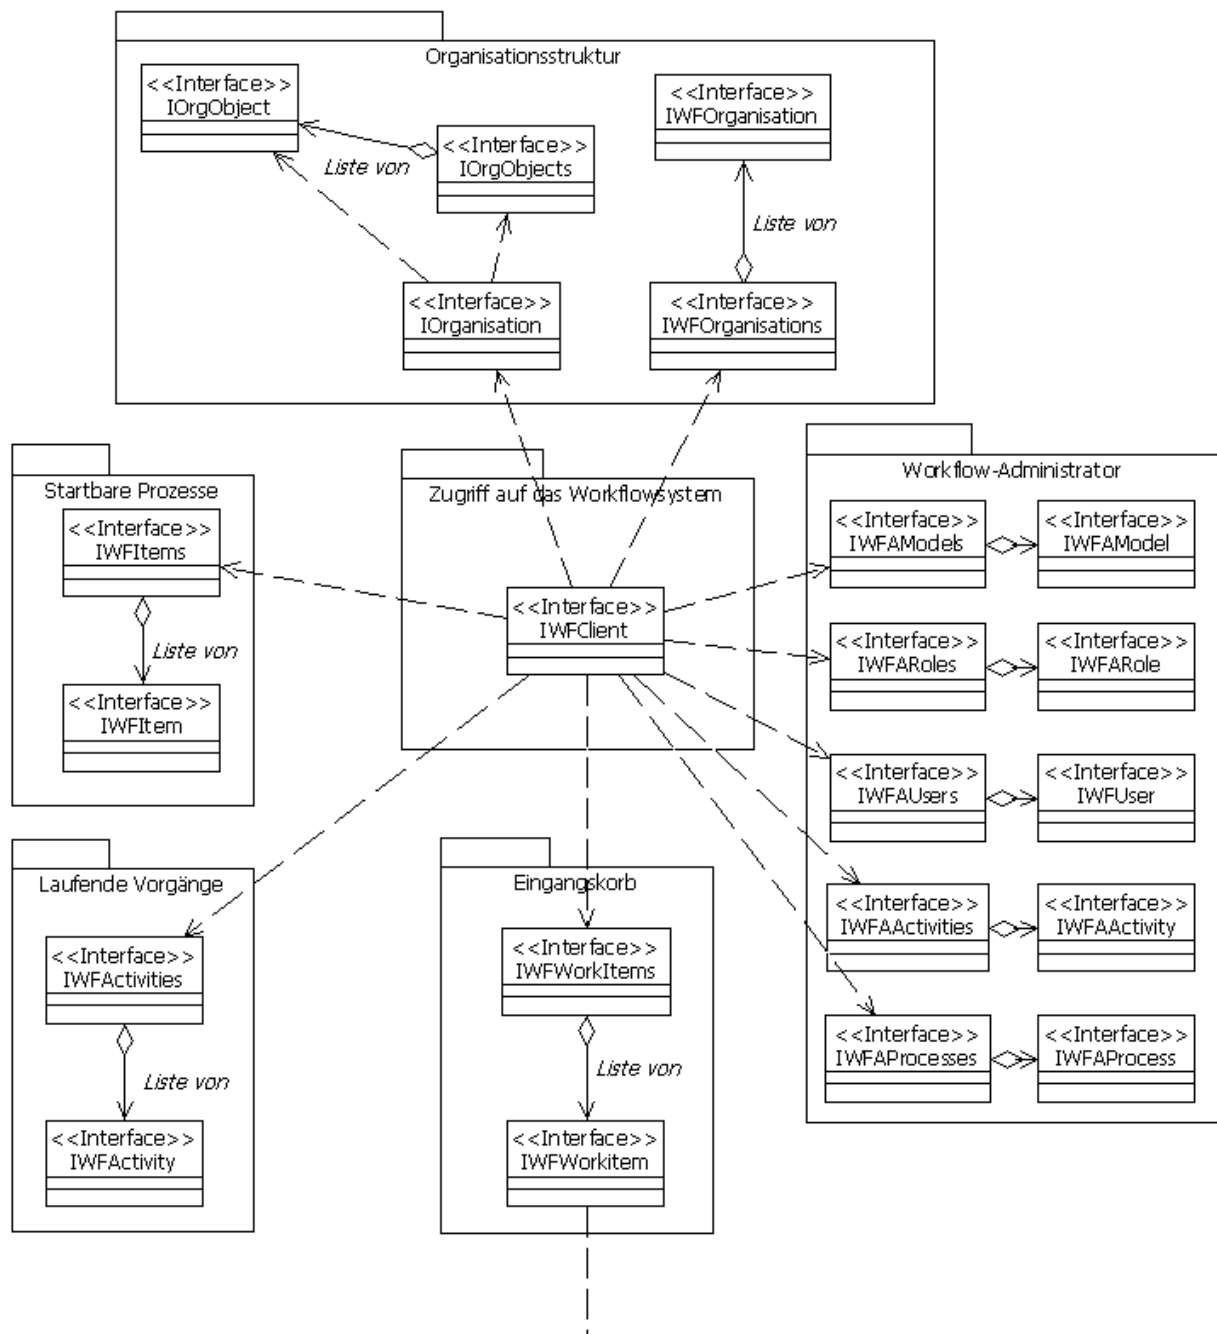 Organisationsstruktur
<<Interface>>
IOrgObject
<<Interface>>
IWFOrganisation
<<Interface>>
IOrgObjects
Liste von
Liste von
<<Interface>>
IOrganisation
<<Interface>>
IWFOrganisations
Startbare Prozesse
<<Interface>>
IWFItems
Liste von
<<Interface>>
IWFItem
Zugriff auf das Workflowsystem
<<Interface>>
IWFClient
Workflow-Administrator
<<Interface>>
IWFAModels
<<Interface>>
IWFAModel
<<Interface>>
IWFARoles
<<Interface>>
IWFARole
<<Interface>>
IWFAUsers
<<Interface>>
IWFUser
<<Interface>>
IWFAActivities
<<Interface>>
IWFAActivity
<<Interface>>
IWFAProcesses
<<Interface>>
IWFAProcess
Laufende Vorgänge
<<Interface>>
IWFActivities
Liste von
<<Interface>>
IWFActivity
Eingangskorb
<<Interface>>
IWFWorkItems
Liste von
<<Interface>>
IWFWorkitem